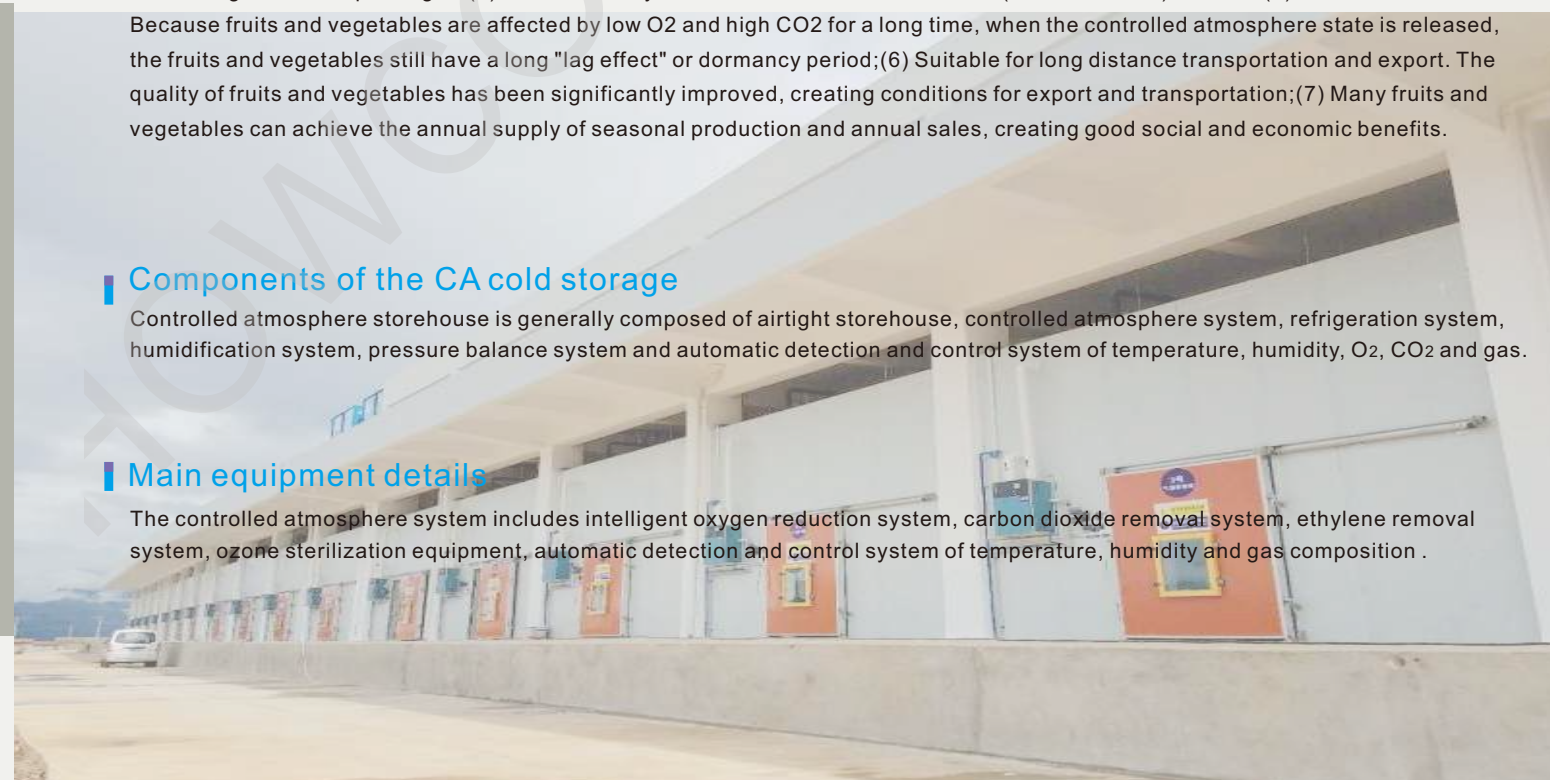 Because fruits and vegetables are affected by low O2 and high CO2 for a long time, when the controlled atmosphere state is released,
the fruits and vegetables still have a long "lag effect" or dormancy period;(6) Suitable for long distance transportation and export. The
quality of fruits and vegetables has been significantly improved, creating conditions for export and transportation;(7) Many fruits and
vegetables can achieve the annual supply of seasonal production and annual sales, creating good social and economic benefits.
Components of the CA cold storage
Controlled atmosphere storehouse is generally composed of airtight storehouse, controlled atmosphere system, refrigeration system,
humidification system, pressure balance system and automatic detection and control system of temperature, humidity, O2, CO2 and gas.
Main equipment details
The controlled atmosphere system includes intelligent oxygen reduction system, carbon dioxide removal system, ethylene removal
system, ozone sterilization equipment, automatic detection and control system of temperature, humidity and gas composition .